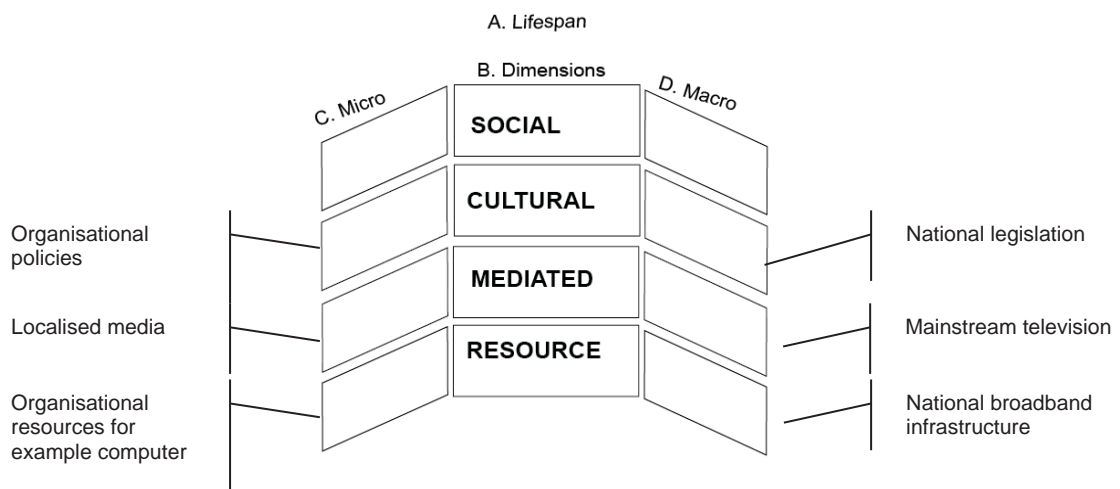 A. Lifespan
B. Dimensions
C. Micro
D. Macro
SOCIAL
CULTURAL
MEDIATED
RESOURCE
Organisational
policies
Localised media
Organisational
resources for
example computer
National legislation
Mainstream television
National broadband
infrastructure